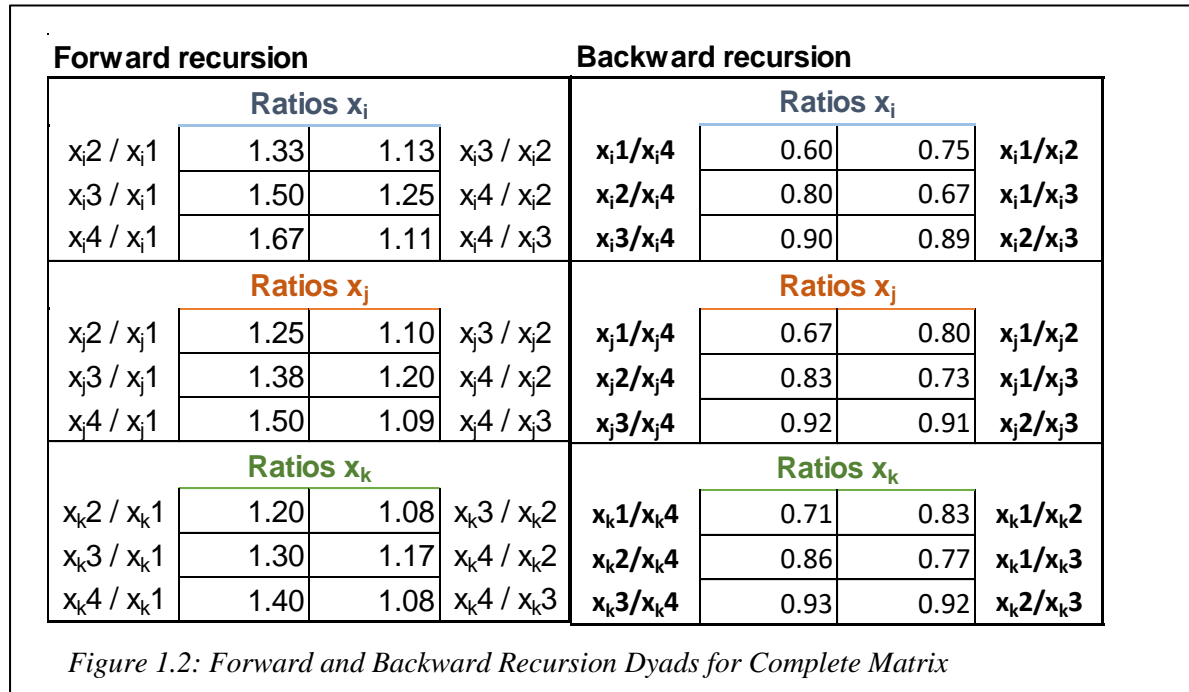 Forward recursion Backward recursion
Ratios xi Ratios xi
xi2 / xi1 1.33 1.13 xi3 / xi2 xi1/xi4 0.60 0.75 xi1/xi2
xi3 / xi1 1.50 1.25 xi4 / xi2 xi2/xi4 0.80 0.67 xi1/xi3
xi4 / xi1 1.67 1.11 xi4 / xi3 xi3/xi4 0.90 0.89 xi2/xi3
Ratios xj Ratios xj
xj2 / xj1 1.25 1.10 xj3 / xj2 xj1/xj4 0.67 0.80 xj1/xj2
xj3 / xj1 1.38 1.20 xj4 / xj2 xj2/xj4 0.83 0.73 xj1/xj3
xj4 / xj1 1.50 1.09 xj4 / xj3 xj3/xj4 0.92 0.91 xj2/xj3
Ratios xk Ratios xk
xk2 / xk1 1.20 1.08 xk3 / xk2 xk1/xk4 0.71 0.83 xk1/xk2
xk3 / xk1 1.30 1.17 xk4 / xk2 xk2/xk4 0.86 0.77 xk1/xk3
xk4 / xk1 1.40 1.08 xk4 / xk3 xk3/xk4 0.93 0.92 xk2/xk3
Figure 1.2: Forward and Backward Recursion Dyads for Complete Matrix